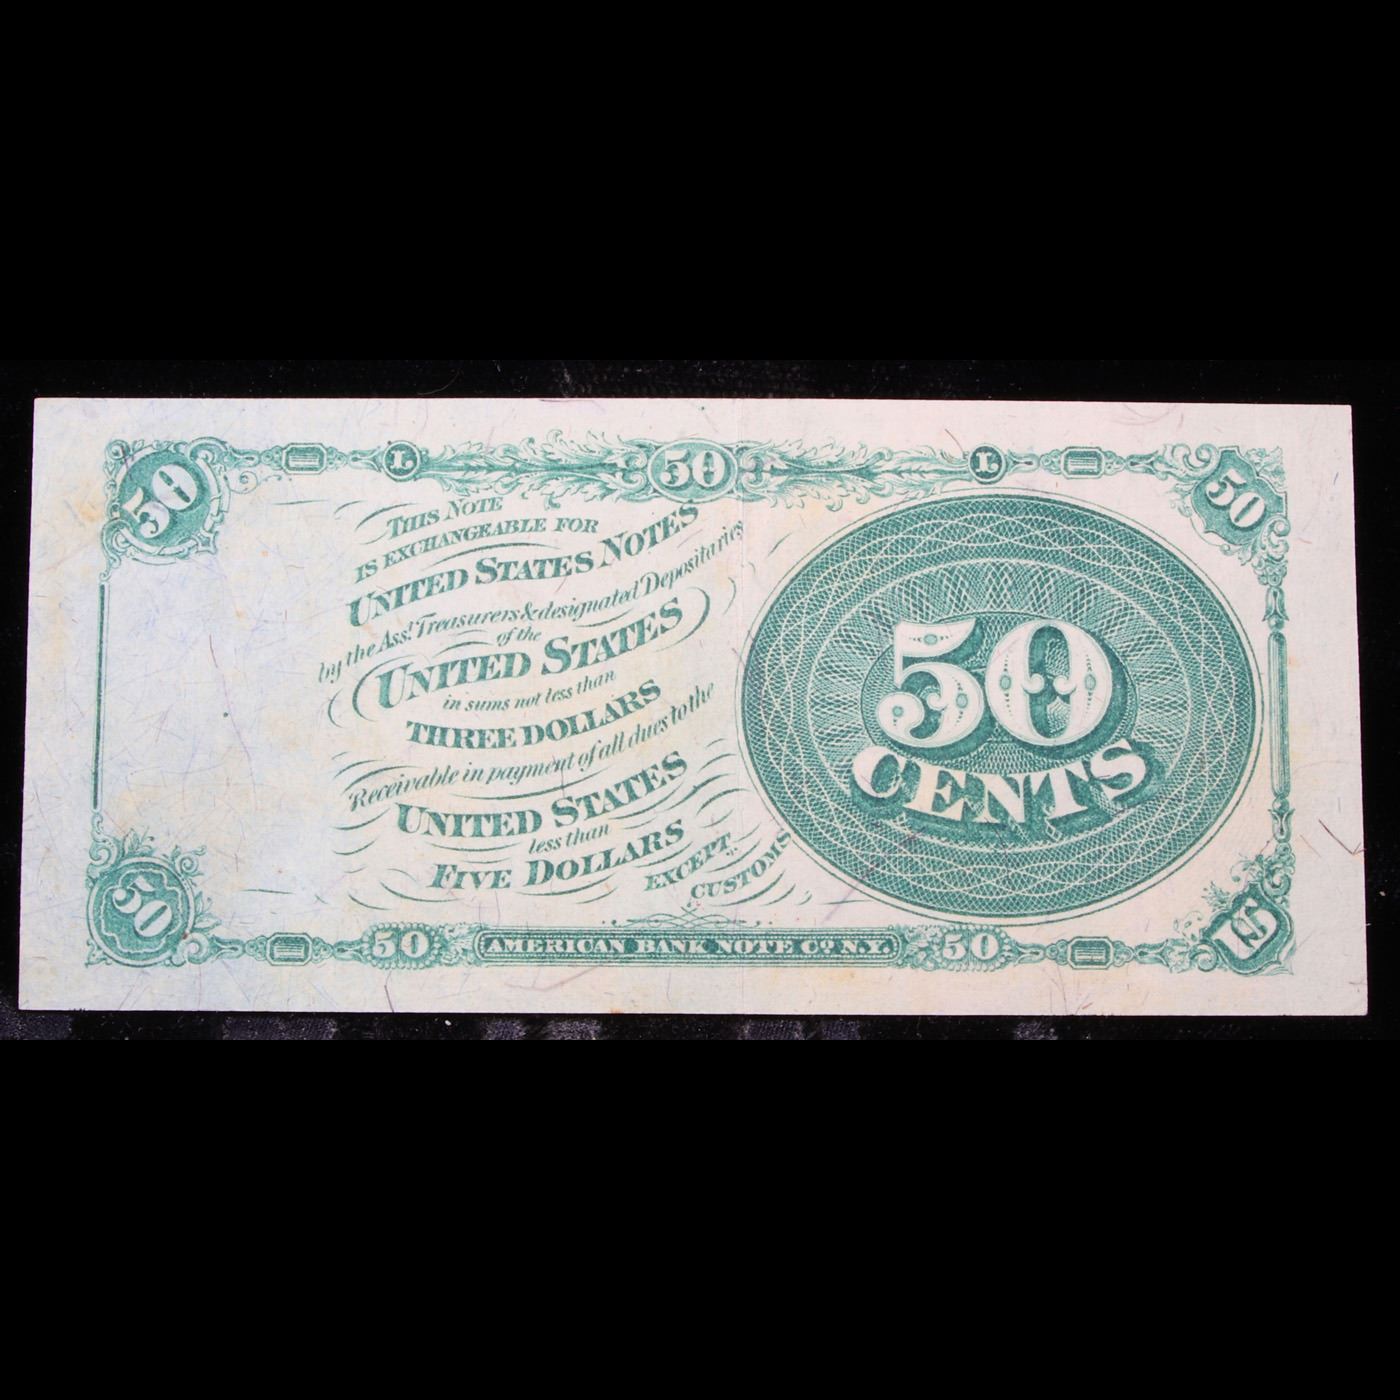 50 L 50 L 50
THIS NOTE
IS EXCHANGEABLE FOR
UNITED STATES NOTES
by the Asst. Treasurers & designated Depositaries
of the
UNITED STATES
in sums not less than
THREE DOLLARS
Receivable in payment of all dues to the
UNITED STATES
less than
FIVE DOLLARS
EXCEPT
CUSTOMS
50
CENTS
50 50 AMERICAN BANK NOTE Co. N.Y. 50 US